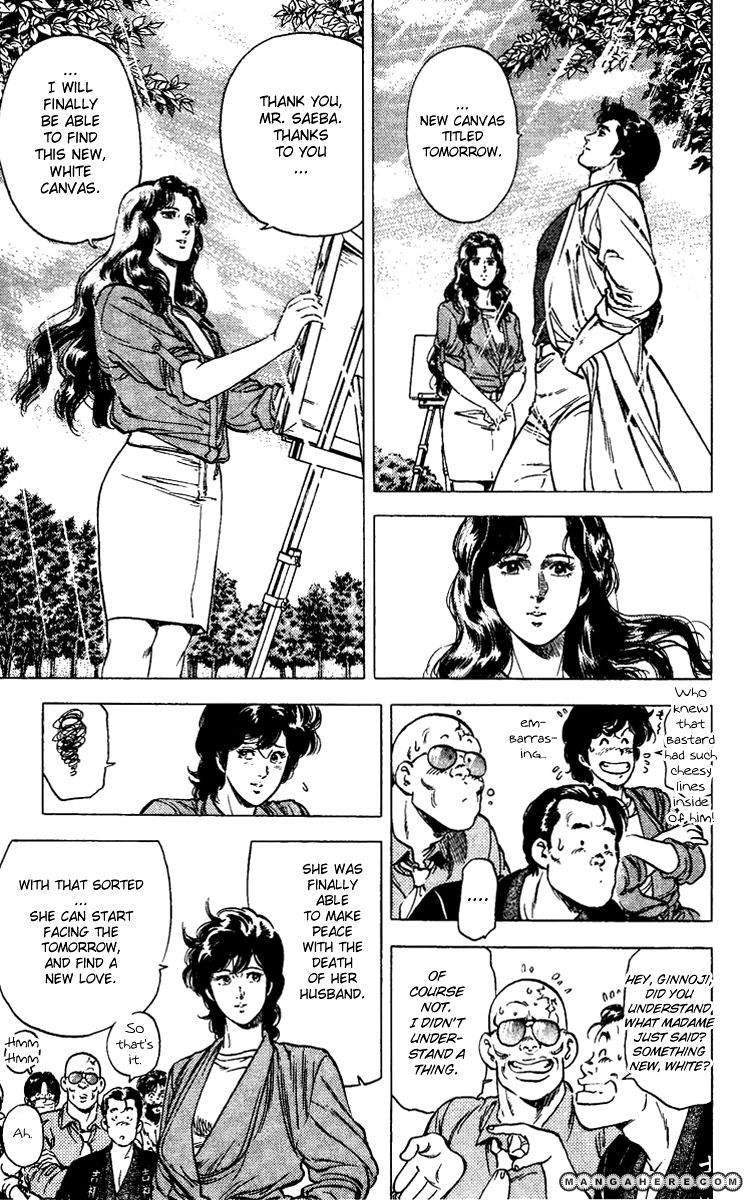 ...
NEW CANVAS
TITLED
TOMORROW.
THANK YOU,
MR. SAEBA.
THANKS
TO YOU
...
...
I WILL
FINALLY
BE ABLE
TO FIND
THIS NEW,
WHITE
CANVAS.
Who
knew
that
Bastard
had such
cheesy
lines
inside
of him!
em-
Barras-
ing...
....
HEY, GINNOJI,
DID YOU
UNDERSTAND,
WHAT MADAME
JUST SAID?
SOMETHING
NEW, WHITE?
OF
COURSE
NOT.
I DIDN'T
UNDER-
STAND A
THING.
SHE WAS
FINALLY
ABLE
TO MAKE
PEACE
WITH THE
DEATH
OF HER
HUSBAND.
WITH THAT SORTED
...
SHE CAN START
FACING THE
TOMORROW,
AND FIND A
NEW LOVE.
So
that's
it.
Hmm
Hmm
Ah.
MANGAHERE.COM